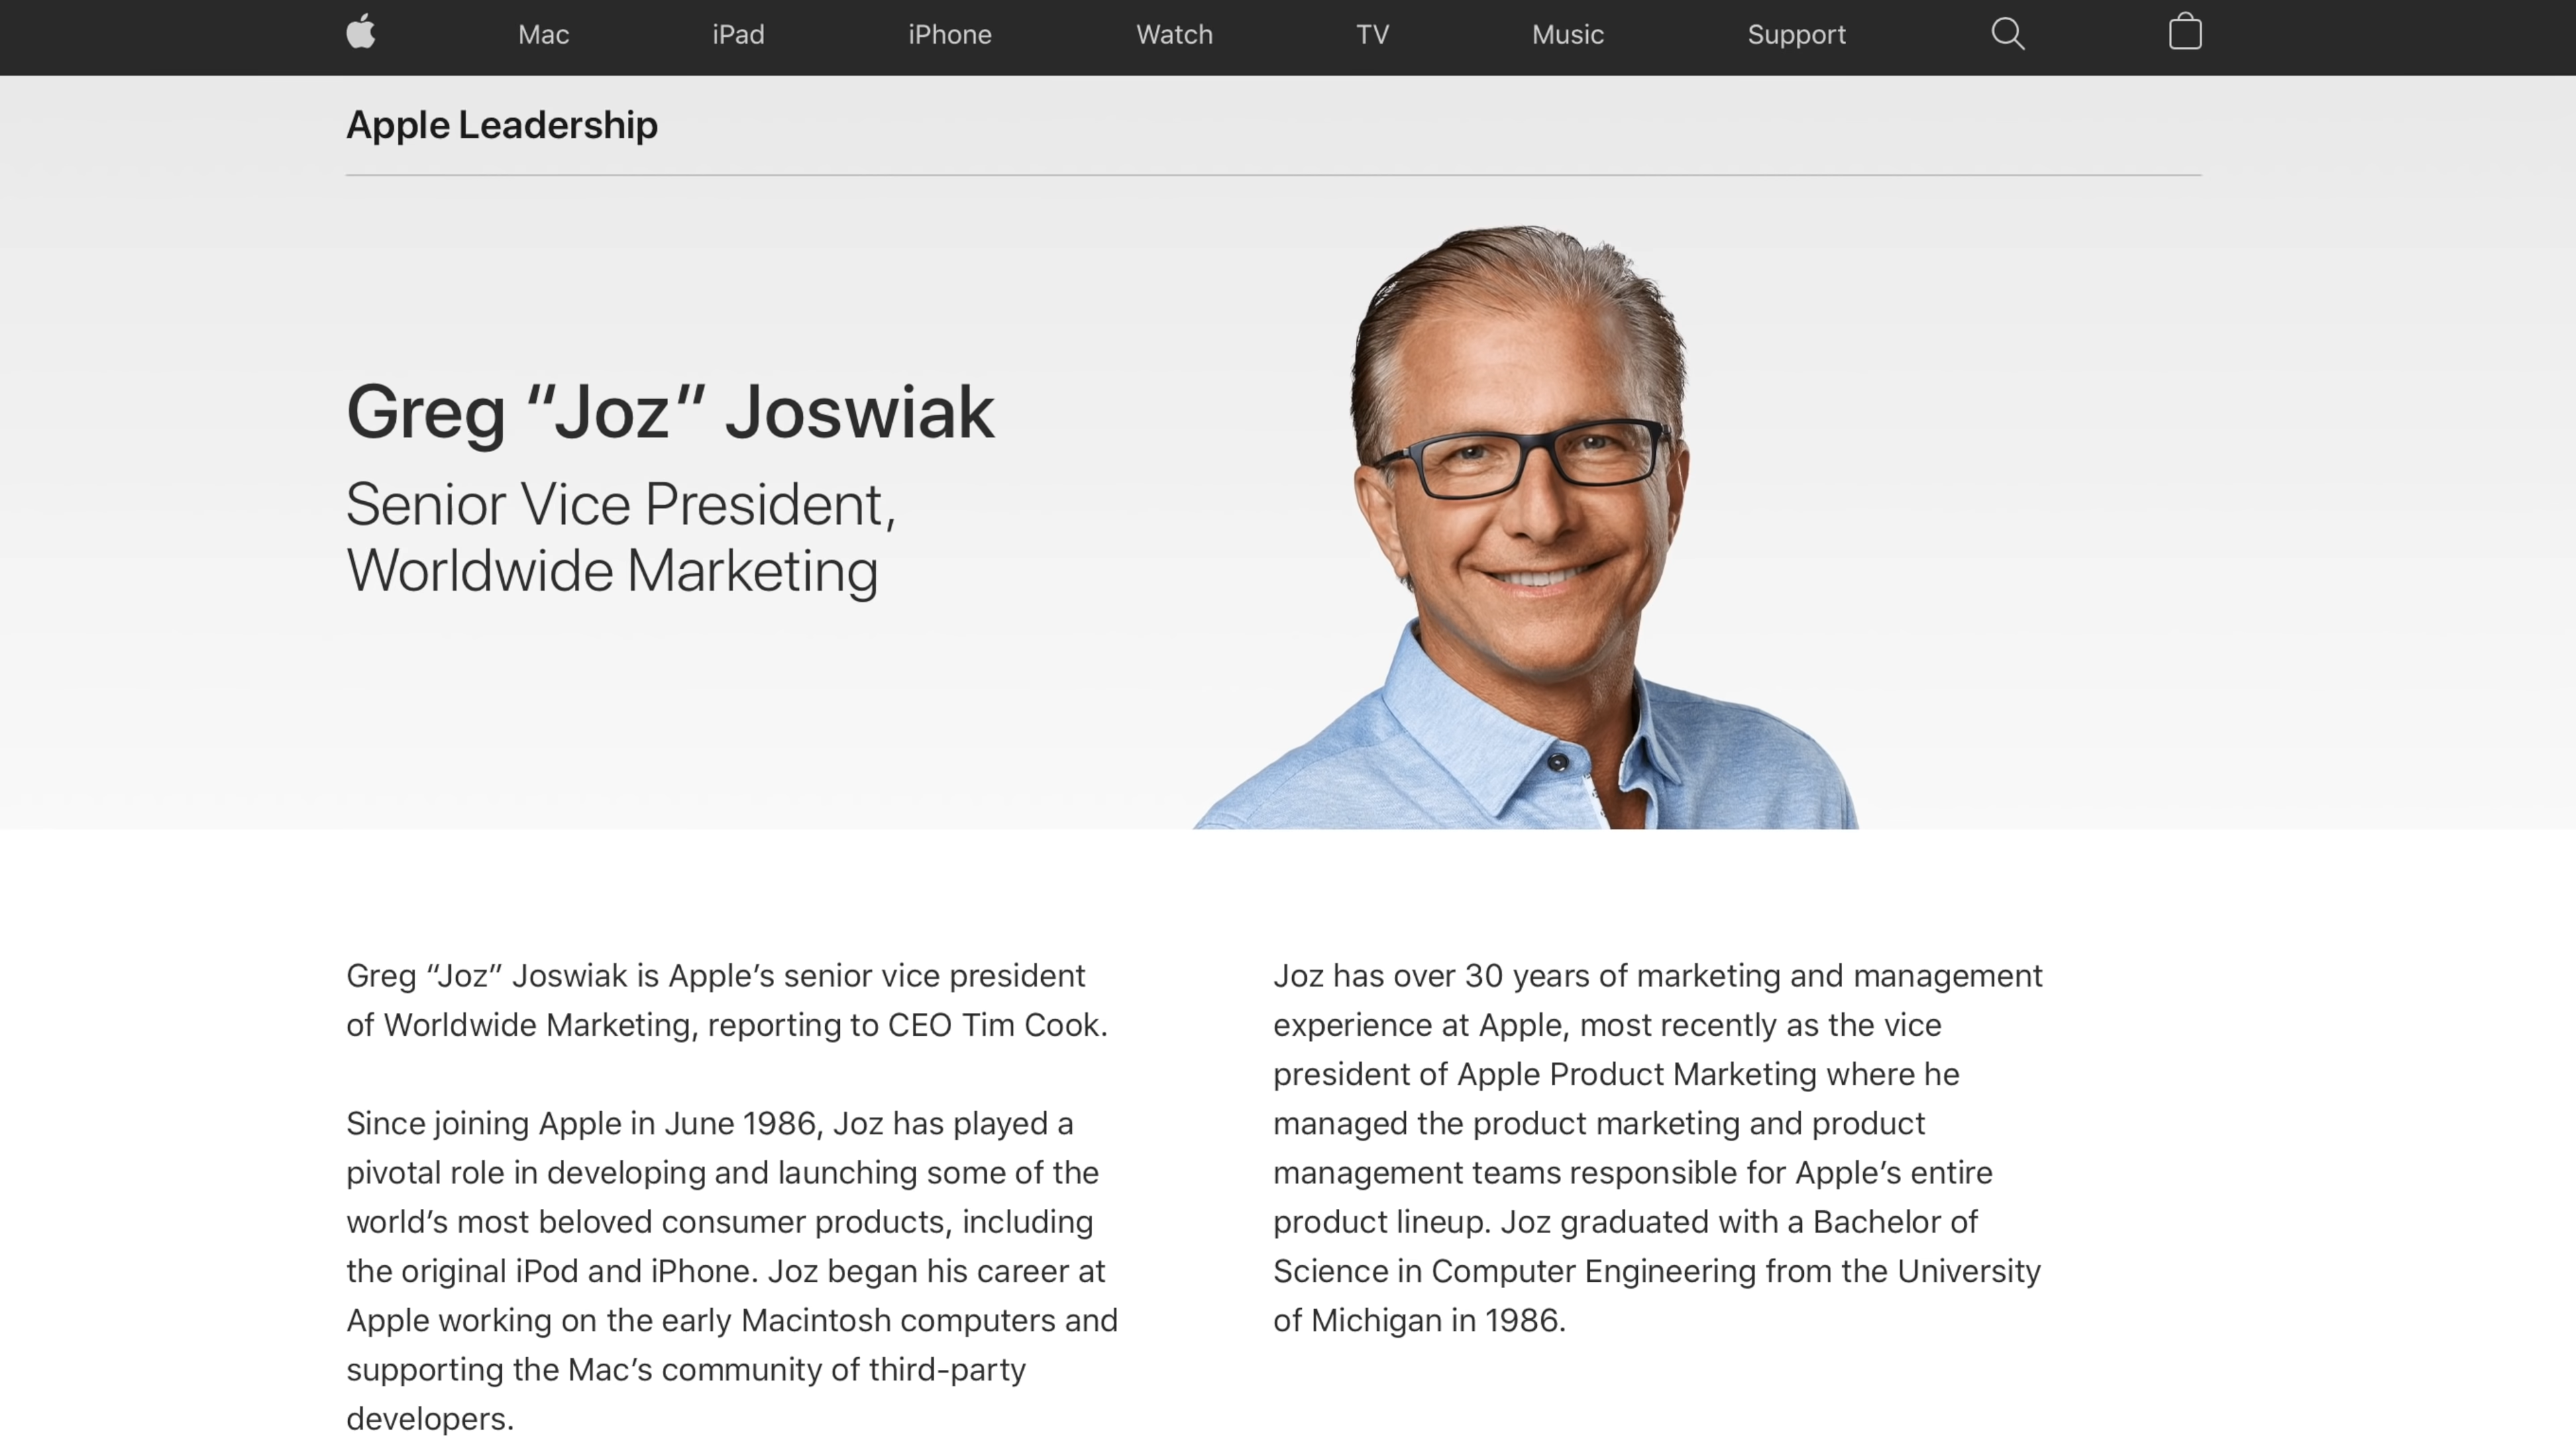 Mac iPad iPhone Watch TV Music Support
Apple Leadership
Greg “Joz” Joswiak
Senior Vice President,
Worldwide Marketing
Greg “Joz” Joswiak is Apple’s senior vice president
of Worldwide Marketing, reporting to CEO Tim Cook.
Since joining Apple in June 1986, Joz has played a
pivotal role in developing and launching some of the
world’s most beloved consumer products, including
the original iPod and iPhone. Joz began his career at
Apple working on the early Macintosh computers and
supporting the Mac’s community of third-party
developers.
Joz has over 30 years of marketing and management
experience at Apple, most recently as the vice
president of Apple Product Marketing where he
managed the product marketing and product
management teams responsible for Apple’s entire
product lineup. Joz graduated with a Bachelor of
Science in Computer Engineering from the University
of Michigan in 1986.